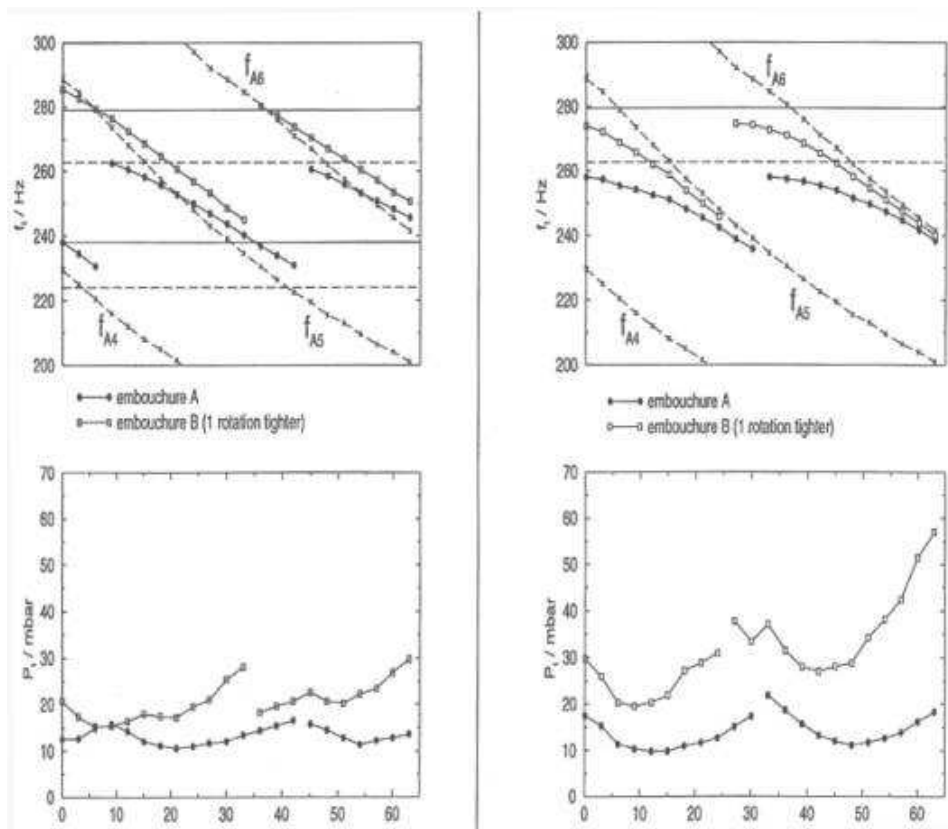 300
280
260
240
220
200
f_t / Hz
f_A6
f_A4
f_A5
embouchure A
embouchure B (1 rotation tighter)
70
60
50
40
30
20
10
0
P_t / mbar
0 10 20 30 40 50 60
300
280
260
240
220
200
f_t / Hz
f_A6
f_A5
f_A4
embouchure A
embouchure B (1 rotation tighter)
70
60
50
40
30
20
10
0
P_t / mbar
0 10 20 30 40 50 60